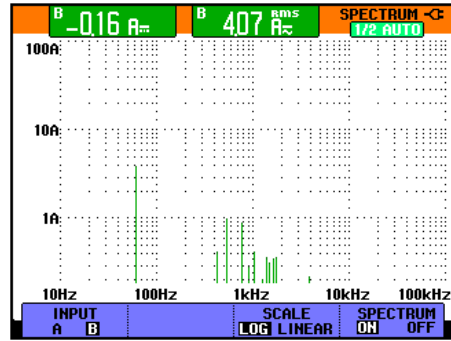 B -0.16 A⎓ B 4.07 rms A≂ SPECTRUM
1/2 AUTO
100A
10A
1A
10Hz 100Hz 1kHz 10kHz 100kHz
INPUT SCALE SPECTRUM
A B LOG LINEAR ON OFF